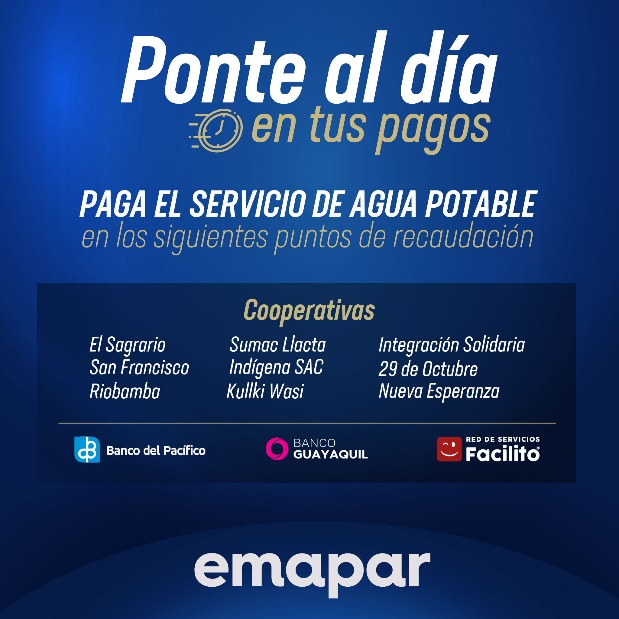 Ponte al día
en tus pagos
PAGA EL SERVICIO DE AGUA POTABLE
en los siguientes puntos de recaudación
Cooperativas
El Sagrario
San Francisco
Riobamba
Sumac Llacta
Indígena SAC
Kullki Wasi
Integración Solidaria
29 de Octubre
Nueva Esperanza
Banco del Pacífico
BANCO
GUAYAQUIL
RED DE SERVICIOS
Facilito
emapar